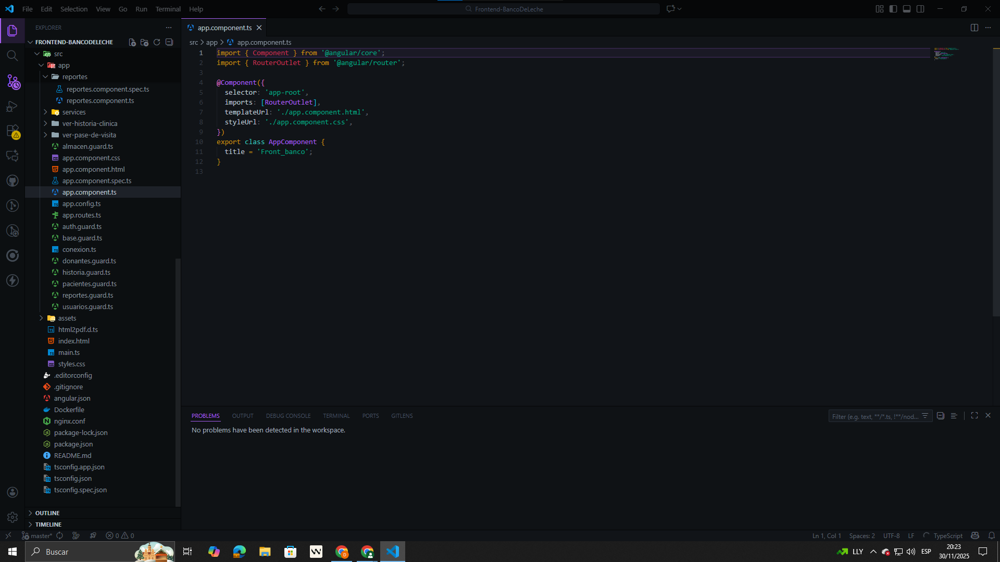 File Edit Selection View Go Run Terminal Help
Frontend-BancoDeLeche
EXPLORER
FRONTEND-BANCODELECHE
src
app
reportes
reportes.component.spec.ts
reportes.component.ts
services
ver-historia-clinica
ver-pase-de-visita
almacen.guard.ts
app.component.css
app.component.html
app.component.spec.ts
app.component.ts
app.config.ts
app.routes.ts
auth.guard.ts
base.guard.ts
conexion.ts
donantes.guard.ts
historia.guard.ts
pacientes.guard.ts
reportes.guard.ts
usuarios.guard.ts
assets
html2pdf.d.ts
index.html
main.ts
styles.css
.editorconfig
.gitignore
angular.json
Dockerfile
nginx.conf
package-lock.json
package.json
README.md
tsconfig.app.json
tsconfig.json
tsconfig.spec.json
OUTLINE
TIMELINE
app.component.ts
src > app > app.component.ts
1 import { Component } from '@angular/core';
2 import { RouterOutlet } from '@angular/router';
3
4 @Component({
5 selector: 'app-root',
6 imports: [RouterOutlet],
7 templateUrl: './app.component.html',
8 styleUrl: './app.component.css',
9 })
10 export class AppComponent {
11 title = 'Front_banco';
12 }
13
PROBLEMS OUTPUT DEBUG CONSOLE TERMINAL PORTS GITLENS
Filter (e.g. text, **/*.ts, !**/nod...
No problems have been detected in the workspace.
master* 0 0
Ln 1, Col 1 Spaces: 2 UTF-8 LF TypeScript
Buscar
LLY ESP
20:23
30/11/2025